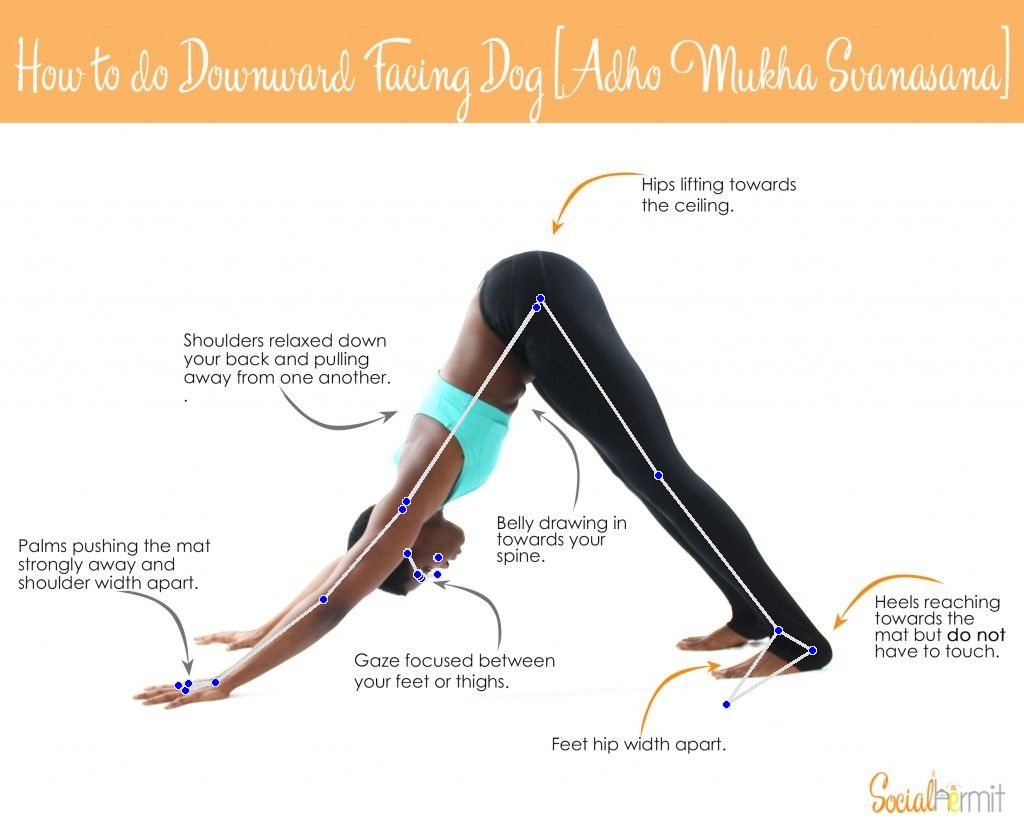 How to do Downward Facing Dog [Adho Mukha Svanasana]
Hips lifting towards
the ceiling.
Shoulders relaxed down
your back and pulling
away from one another.
.
Belly drawing in
towards your
spine.
Palms pushing the mat
strongly away and
shoulder width apart.
Heels reaching
towards the
mat but do not
have to touch.
Gaze focused between
your feet or thighs.
Feet hip width apart.
Socialhermit